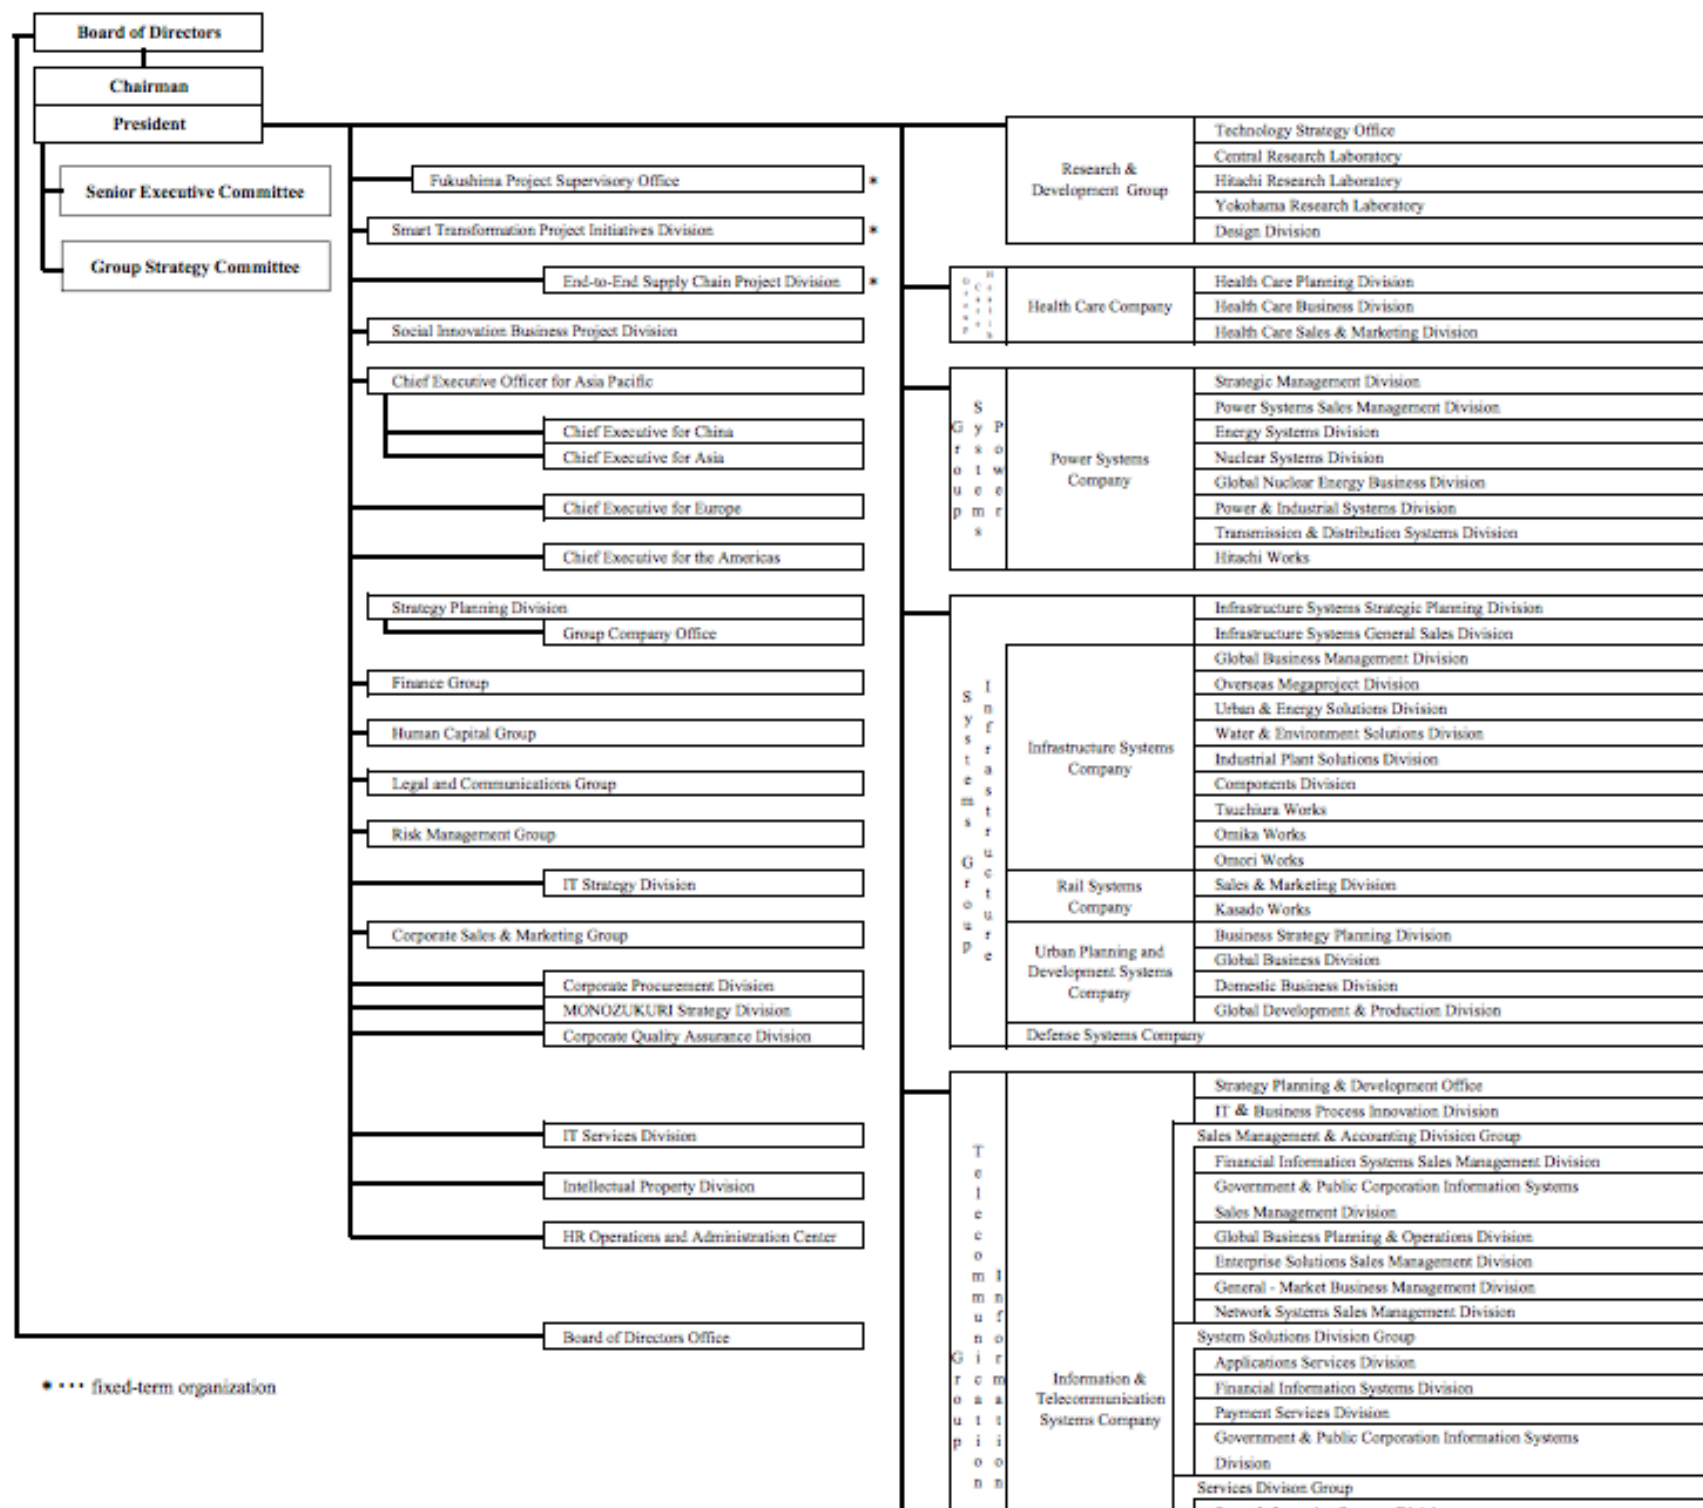 Board of Directors
Chairman
President
Senior Executive Committee
Group Strategy Committee
Fukushima Project Supervisory Office *
Smart Transformation Project Initiatives Division *
End-to-End Supply Chain Project Division *
Social Innovation Business Project Division
Chief Executive Officer for Asia Pacific
Chief Executive for China
Chief Executive for Asia
Chief Executive for Europe
Chief Executive for the Americas
Strategy Planning Division
Group Company Office
Finance Group
Human Capital Group
Legal and Communications Group
Risk Management Group
IT Strategy Division
Corporate Sales & Marketing Group
Corporate Procurement Division
MONOZUKURI Strategy Division
Corporate Quality Assurance Division
IT Services Division
Intellectual Property Division
HR Operations and Administration Center
Board of Directors Office
* ··· fixed-term organization
Research &
Development Group
Technology Strategy Office
Central Research Laboratory
Hitachi Research Laboratory
Yokohama Research Laboratory
Design Division
Health Care Company
Health Care Planning Division
Health Care Business Division
Health Care Sales & Marketing Division
Power
Systems
Group
Power Systems
Company
Strategic Management Division
Power Systems Sales Management Division
Energy Systems Division
Nuclear Systems Division
Global Nuclear Energy Business Division
Power & Industrial Systems Division
Transmission & Distribution Systems Division
Hitachi Works
Infrastructure
Systems Group
Infrastructure Systems Strategic Planning Division
Infrastructure Systems General Sales Division
Infrastructure Systems
Company
Global Business Management Division
Overseas Megaproject Division
Urban & Energy Solutions Division
Water & Environment Solutions Division
Industrial Plant Solutions Division
Components Division
Tsuchiura Works
Omika Works
Omori Works
Rail Systems
Company
Sales & Marketing Division
Kasado Works
Urban Planning and
Development Systems
Company
Business Strategy Planning Division
Global Business Division
Domestic Business Division
Global Development & Production Division
Defense Systems Company
Information
Telecommunication
Group
Information &
Telecommunication
Systems Company
Strategy Planning & Development Office
IT & Business Process Innovation Division
Sales Management & Accounting Division Group
Financial Information Systems Sales Management Division
Government & Public Corporation Information Systems
Sales Management Division
Global Business Planning & Operations Division
Enterprise Solutions Sales Management Division
General - Market Business Management Division
Network Systems Sales Management Division
System Solutions Division Group
Applications Services Division
Financial Information Systems Division
Payment Services Division
Government & Public Corporation Information Systems
Division
Services Divison Group